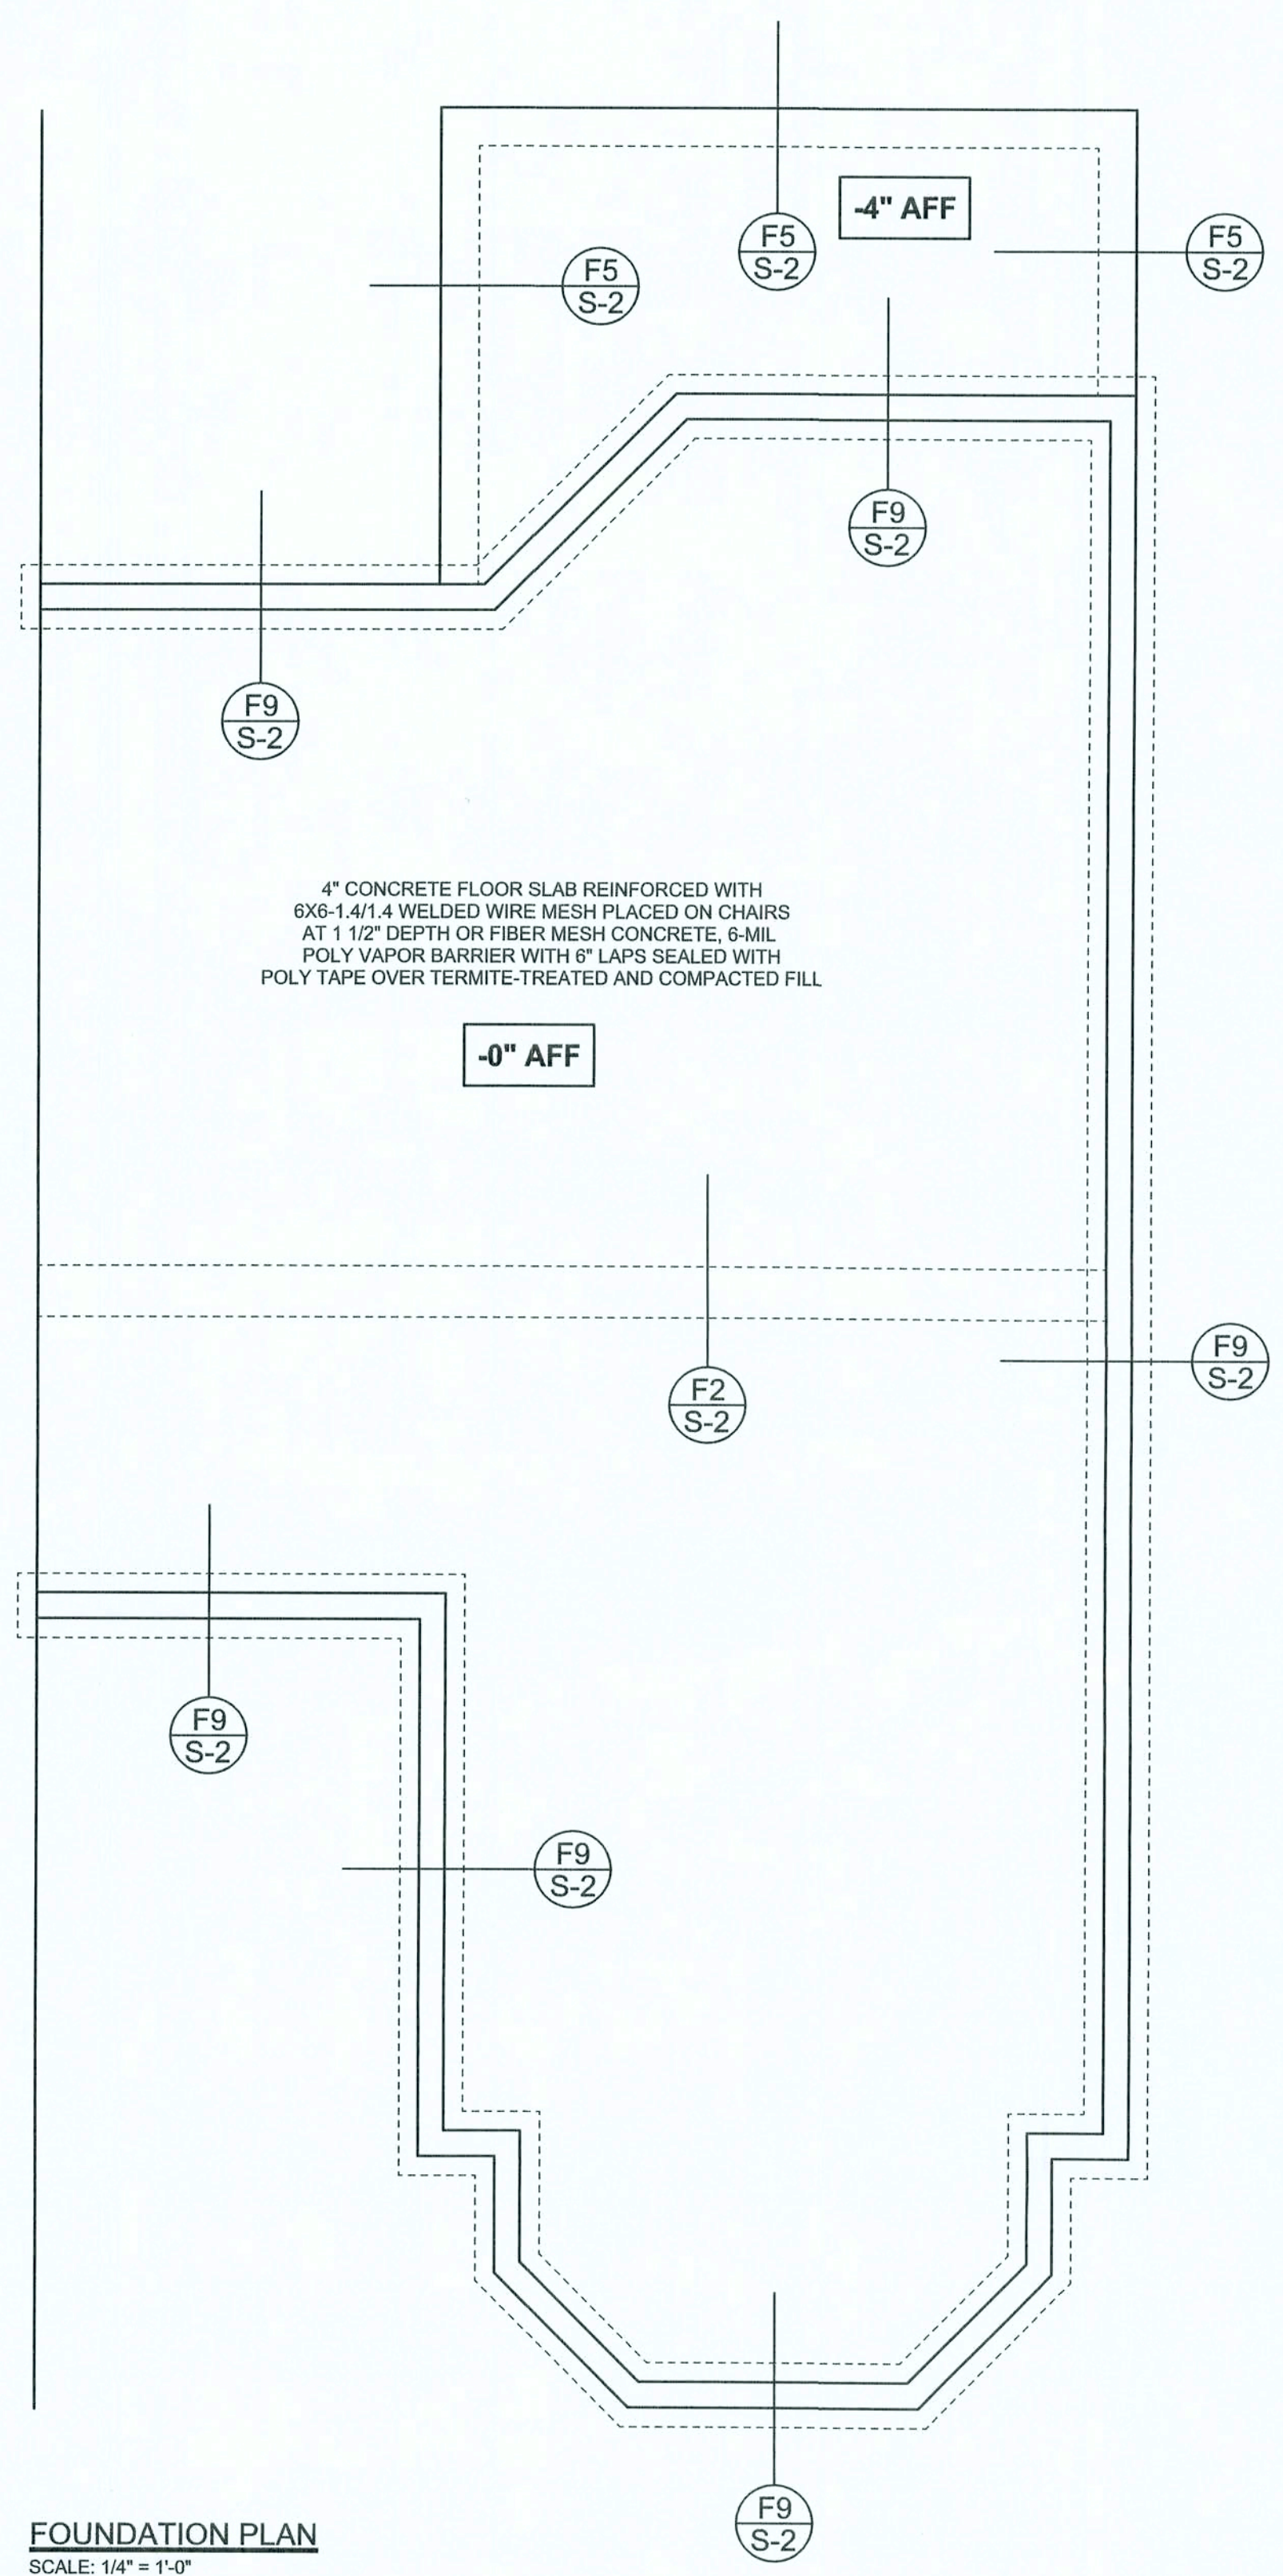 -4" AFF
F5
S-2
F5
S-2
F5
S-2
F9
S-2
F9
S-2
4" CONCRETE FLOOR SLAB REINFORCED WITH
6X6-1.4/1.4 WELDED WIRE MESH PLACED ON CHAIRS
AT 1 1/2" DEPTH OR FIBER MESH CONCRETE, 6-MIL
POLY VAPOR BARRIER WITH 6" LAPS SEALED WITH
POLY TAPE OVER TERMITE-TREATED AND COMPACTED FILL
-0" AFF
F9
S-2
F2
S-2
F9
S-2
F9
S-2
F9
S-2
FOUNDATION PLAN
SCALE: 1/4" = 1'-0"